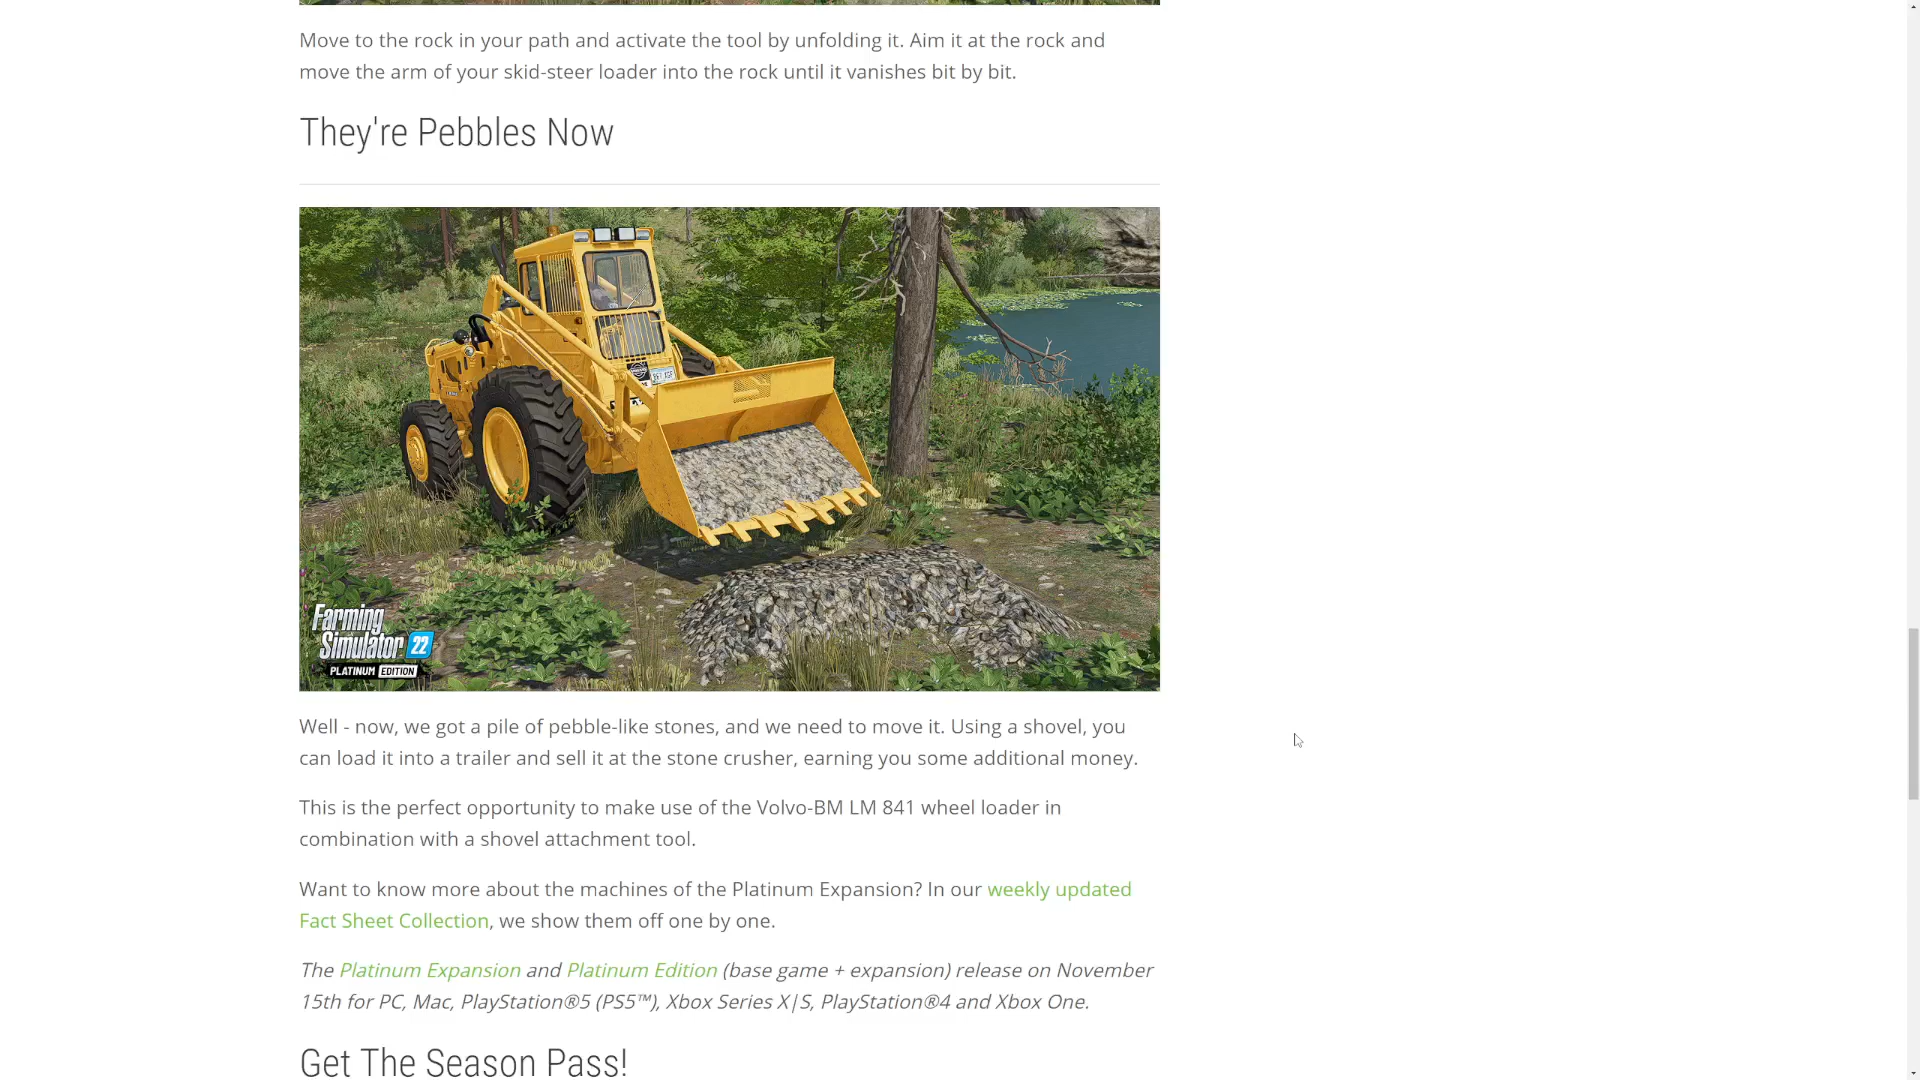 Move to the rock in your path and activate the tool by unfolding it. Aim it at the rock and
move the arm of your skid-steer loader into the rock until it vanishes bit by bit.
They're Pebbles Now
Farming
Simulator 22
PLATINUM EDITION
Well - now, we got a pile of pebble-like stones, and we need to move it. Using a shovel, you
can load it into a trailer and sell it at the stone crusher, earning you some additional money.
This is the perfect opportunity to make use of the Volvo-BM LM 841 wheel loader in
combination with a shovel attachment tool.
Want to know more about the machines of the Platinum Expansion? In our weekly updated
Fact Sheet Collection, we show them off one by one.
The Platinum Expansion and Platinum Edition (base game + expansion) release on November
15th for PC, Mac, PlayStation®5 (PS5™), Xbox Series X|S, PlayStation®4 and Xbox One.
Get The Season Pass!